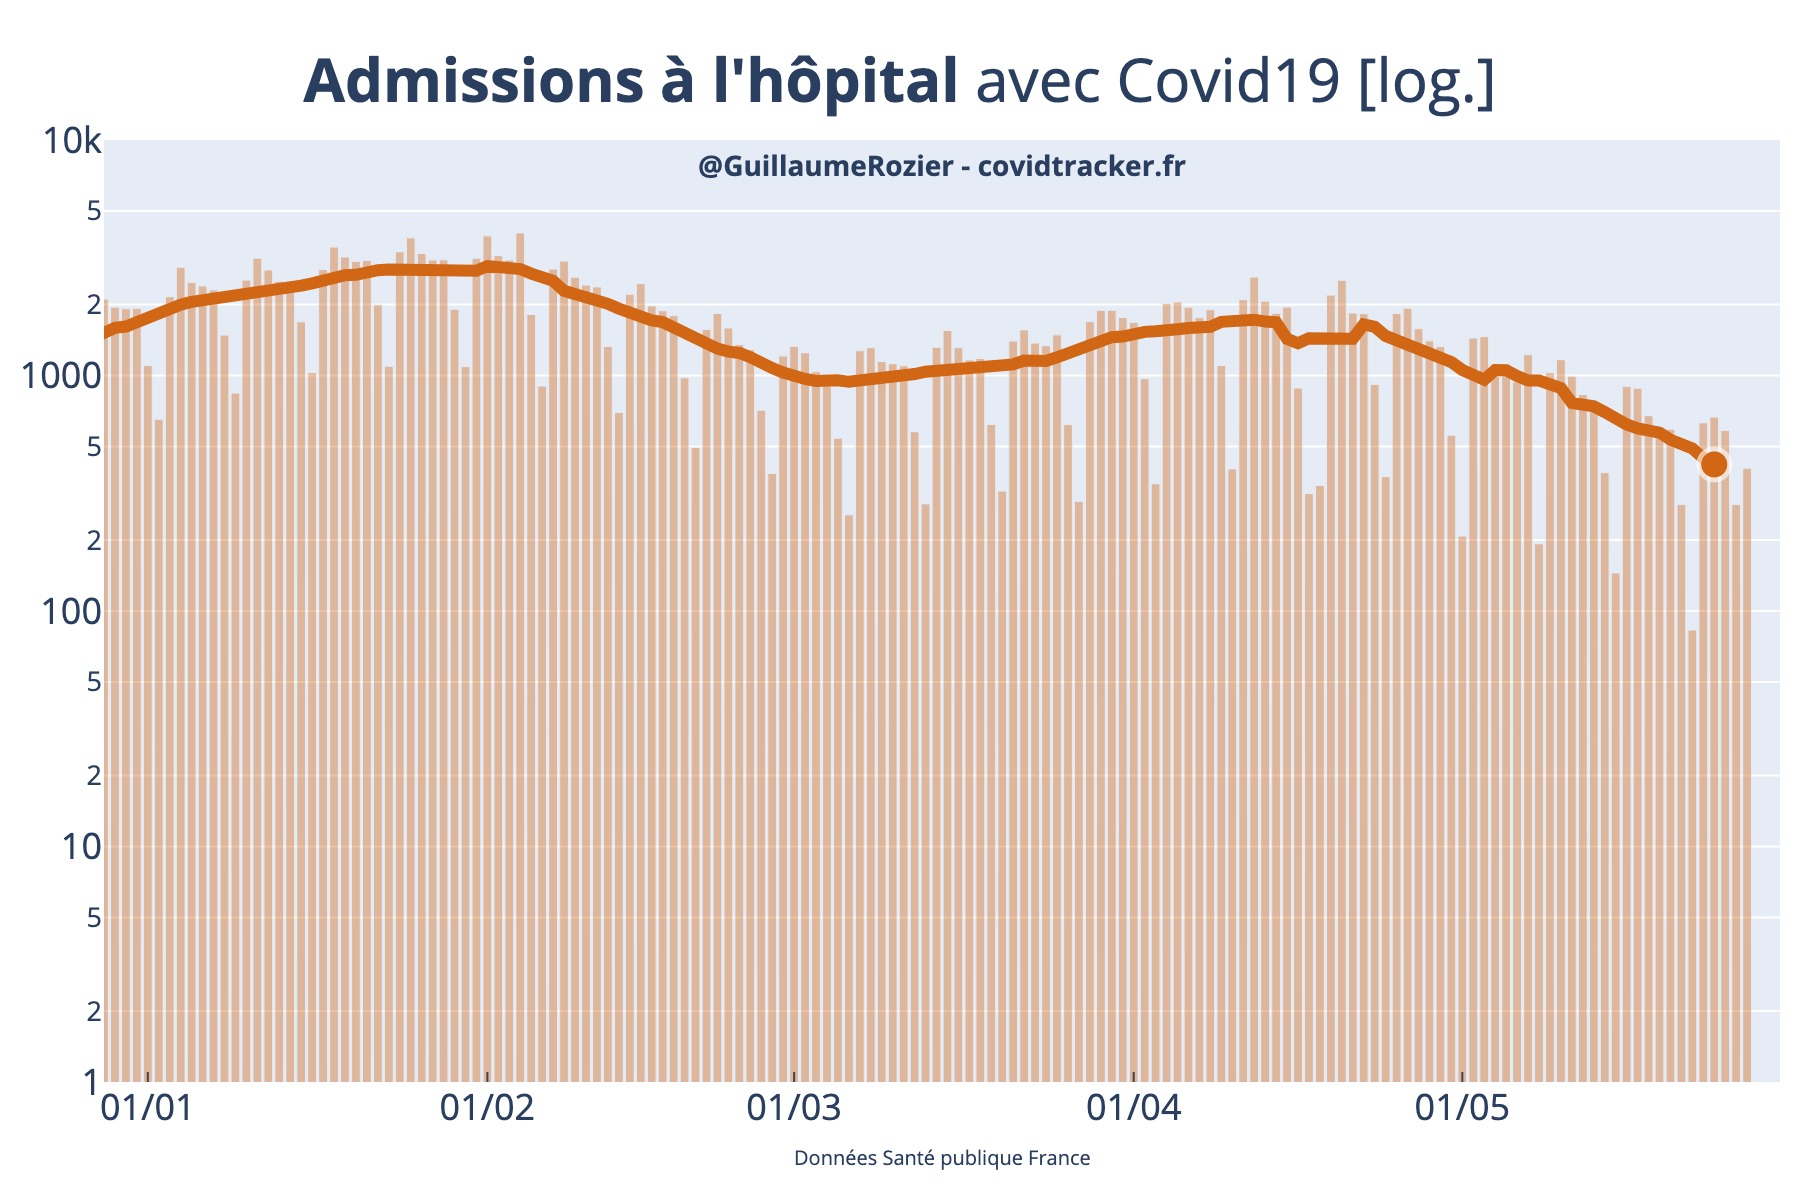 Admissions à l'hôpital avec Covid19 [log.]
@GuillaumeRozier - covidtracker.fr
10k
5
2
1000
5
2
100
5
2
10
5
2
1
01/01 01/02 01/03 01/04 01/05
Données Santé publique France